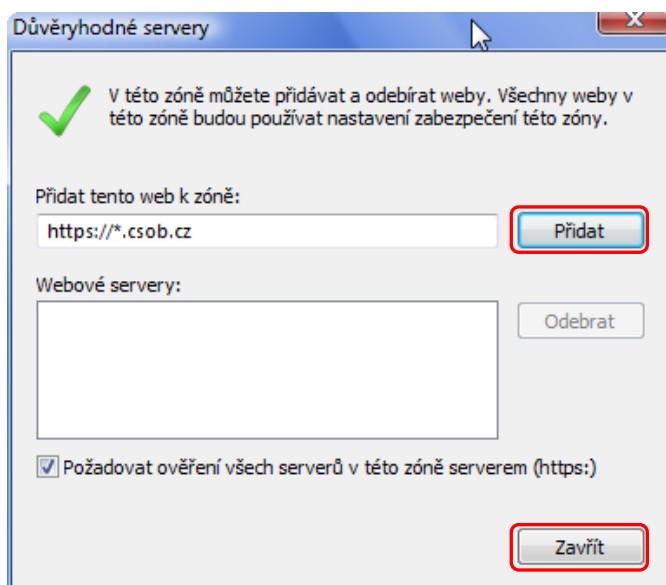 Důvěryhodné servery
V této zóně můžete přidávat a odebírat weby. Všechny weby v
této zóně budou používat nastavení zabezpečení této zóny.
Přidat tento web k zóně:
https://*.csob.cz
Přidat
Webové servery:
Odebrat
Požadovat ověření všech serverů v této zóně serverem (https:)
Zavřít